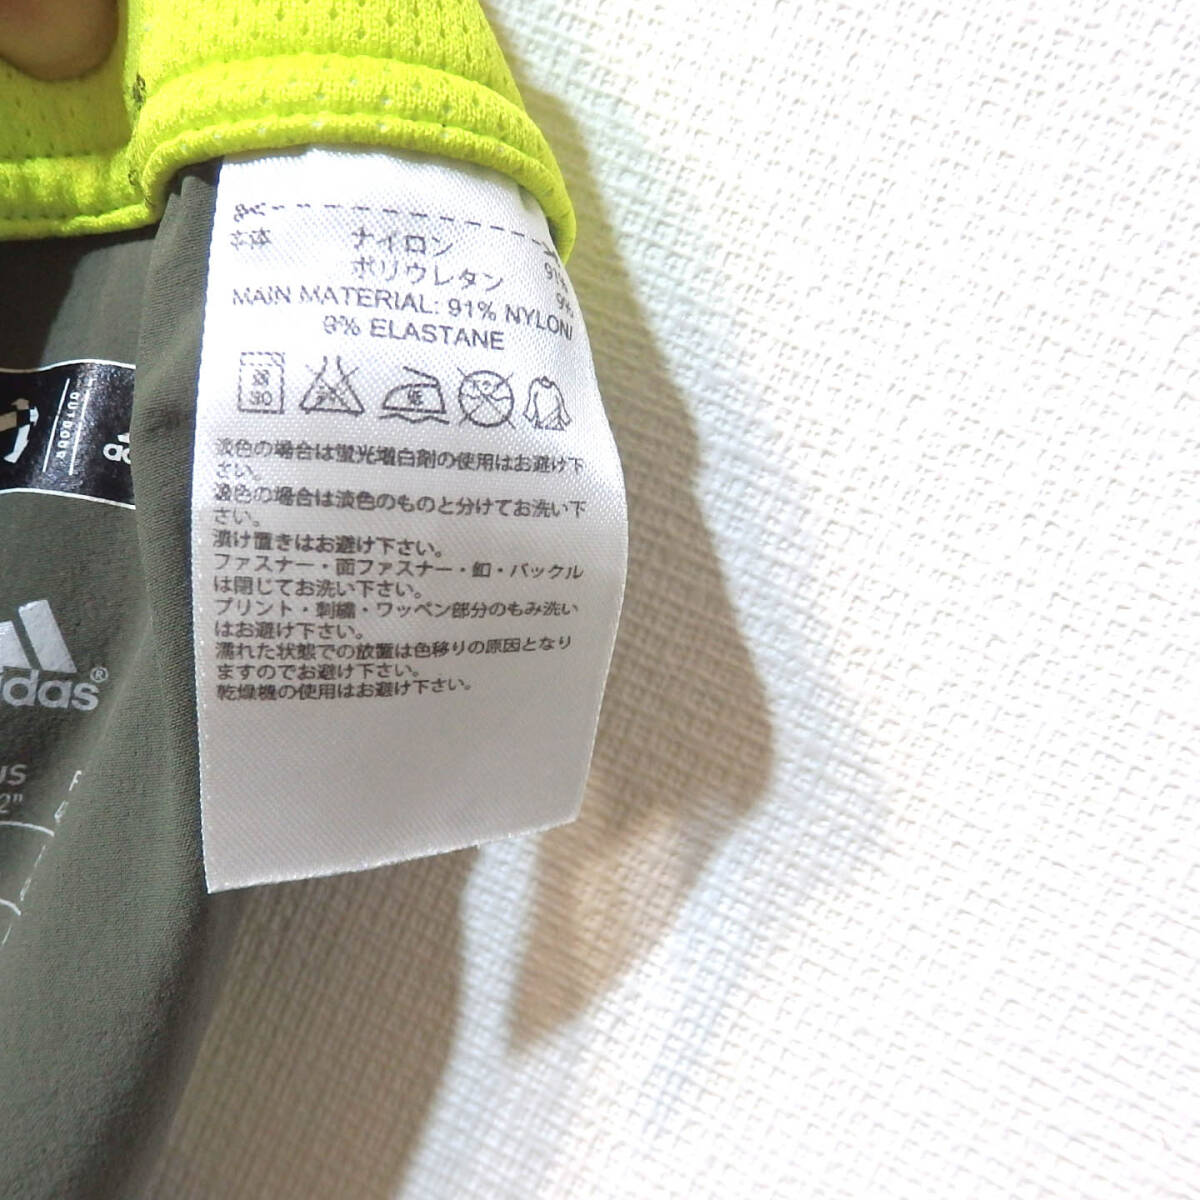 本体 ナイロン 91%
ポリウレタン 9%
MAIN MATERIAL: 91% NYLON/
9% ELASTANE
30
低
淡色の場合は蛍光増白剤の使用はお避け下
さい。
濃色の場合は淡色のものと分けてお洗い下
さい。
漬け置きはお避け下さい。
ファスナー・面ファスナー・釦・バックル
は閉じてお洗い下さい。
プリント・刺繍・ワッペン部分のもみ洗い
はお避け下さい。
濡れた状態での放置は色移りの原因となり
ますのでお避け下さい。
乾燥機の使用はお避け下さい。
OUTDOOR
adidas®
US
2"